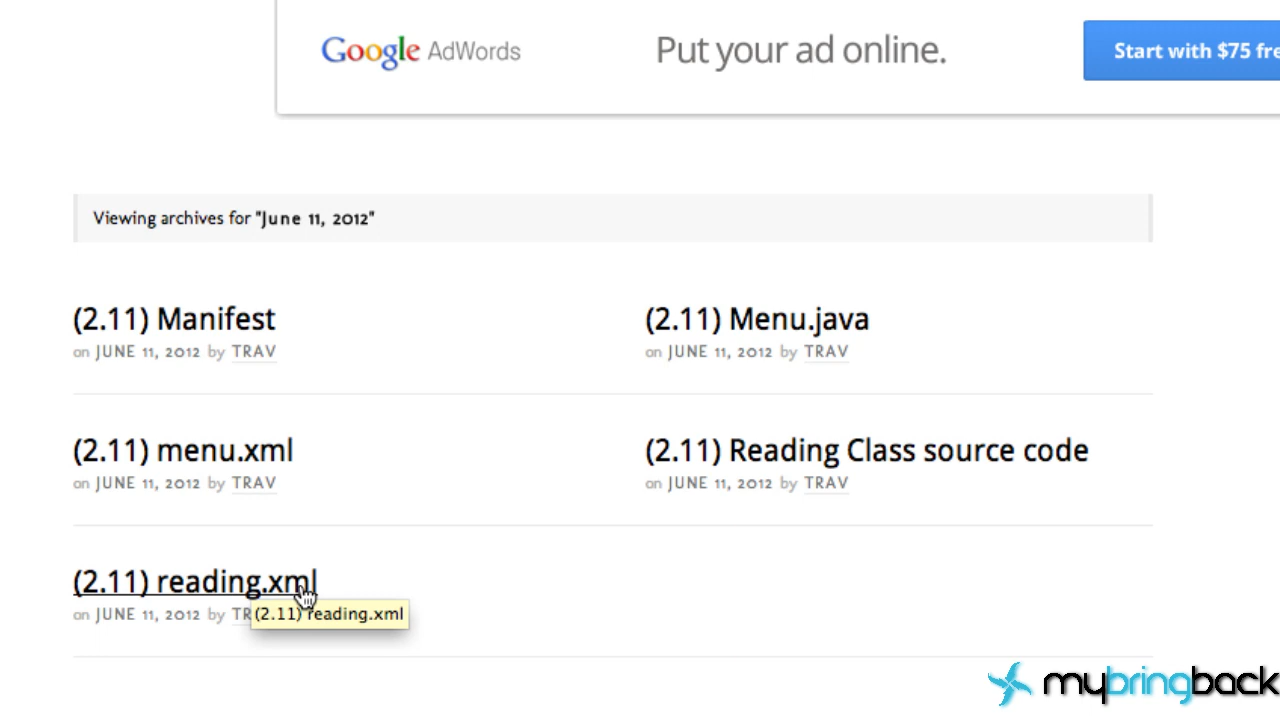 Google AdWords
Put your ad online.
Start with $75 fre
Viewing archives for "June 11, 2012"
(2.11) Manifest
on JUNE 11, 2012 by TRAV
(2.11) Menu.java
on JUNE 11, 2012 by TRAV
(2.11) menu.xml
on JUNE 11, 2012 by TRAV
(2.11) Reading Class source code
on JUNE 11, 2012 by TRAV
(2.11) reading.xml
on JUNE 11, 2012 by TR
(2.11) reading.xml
mybringback